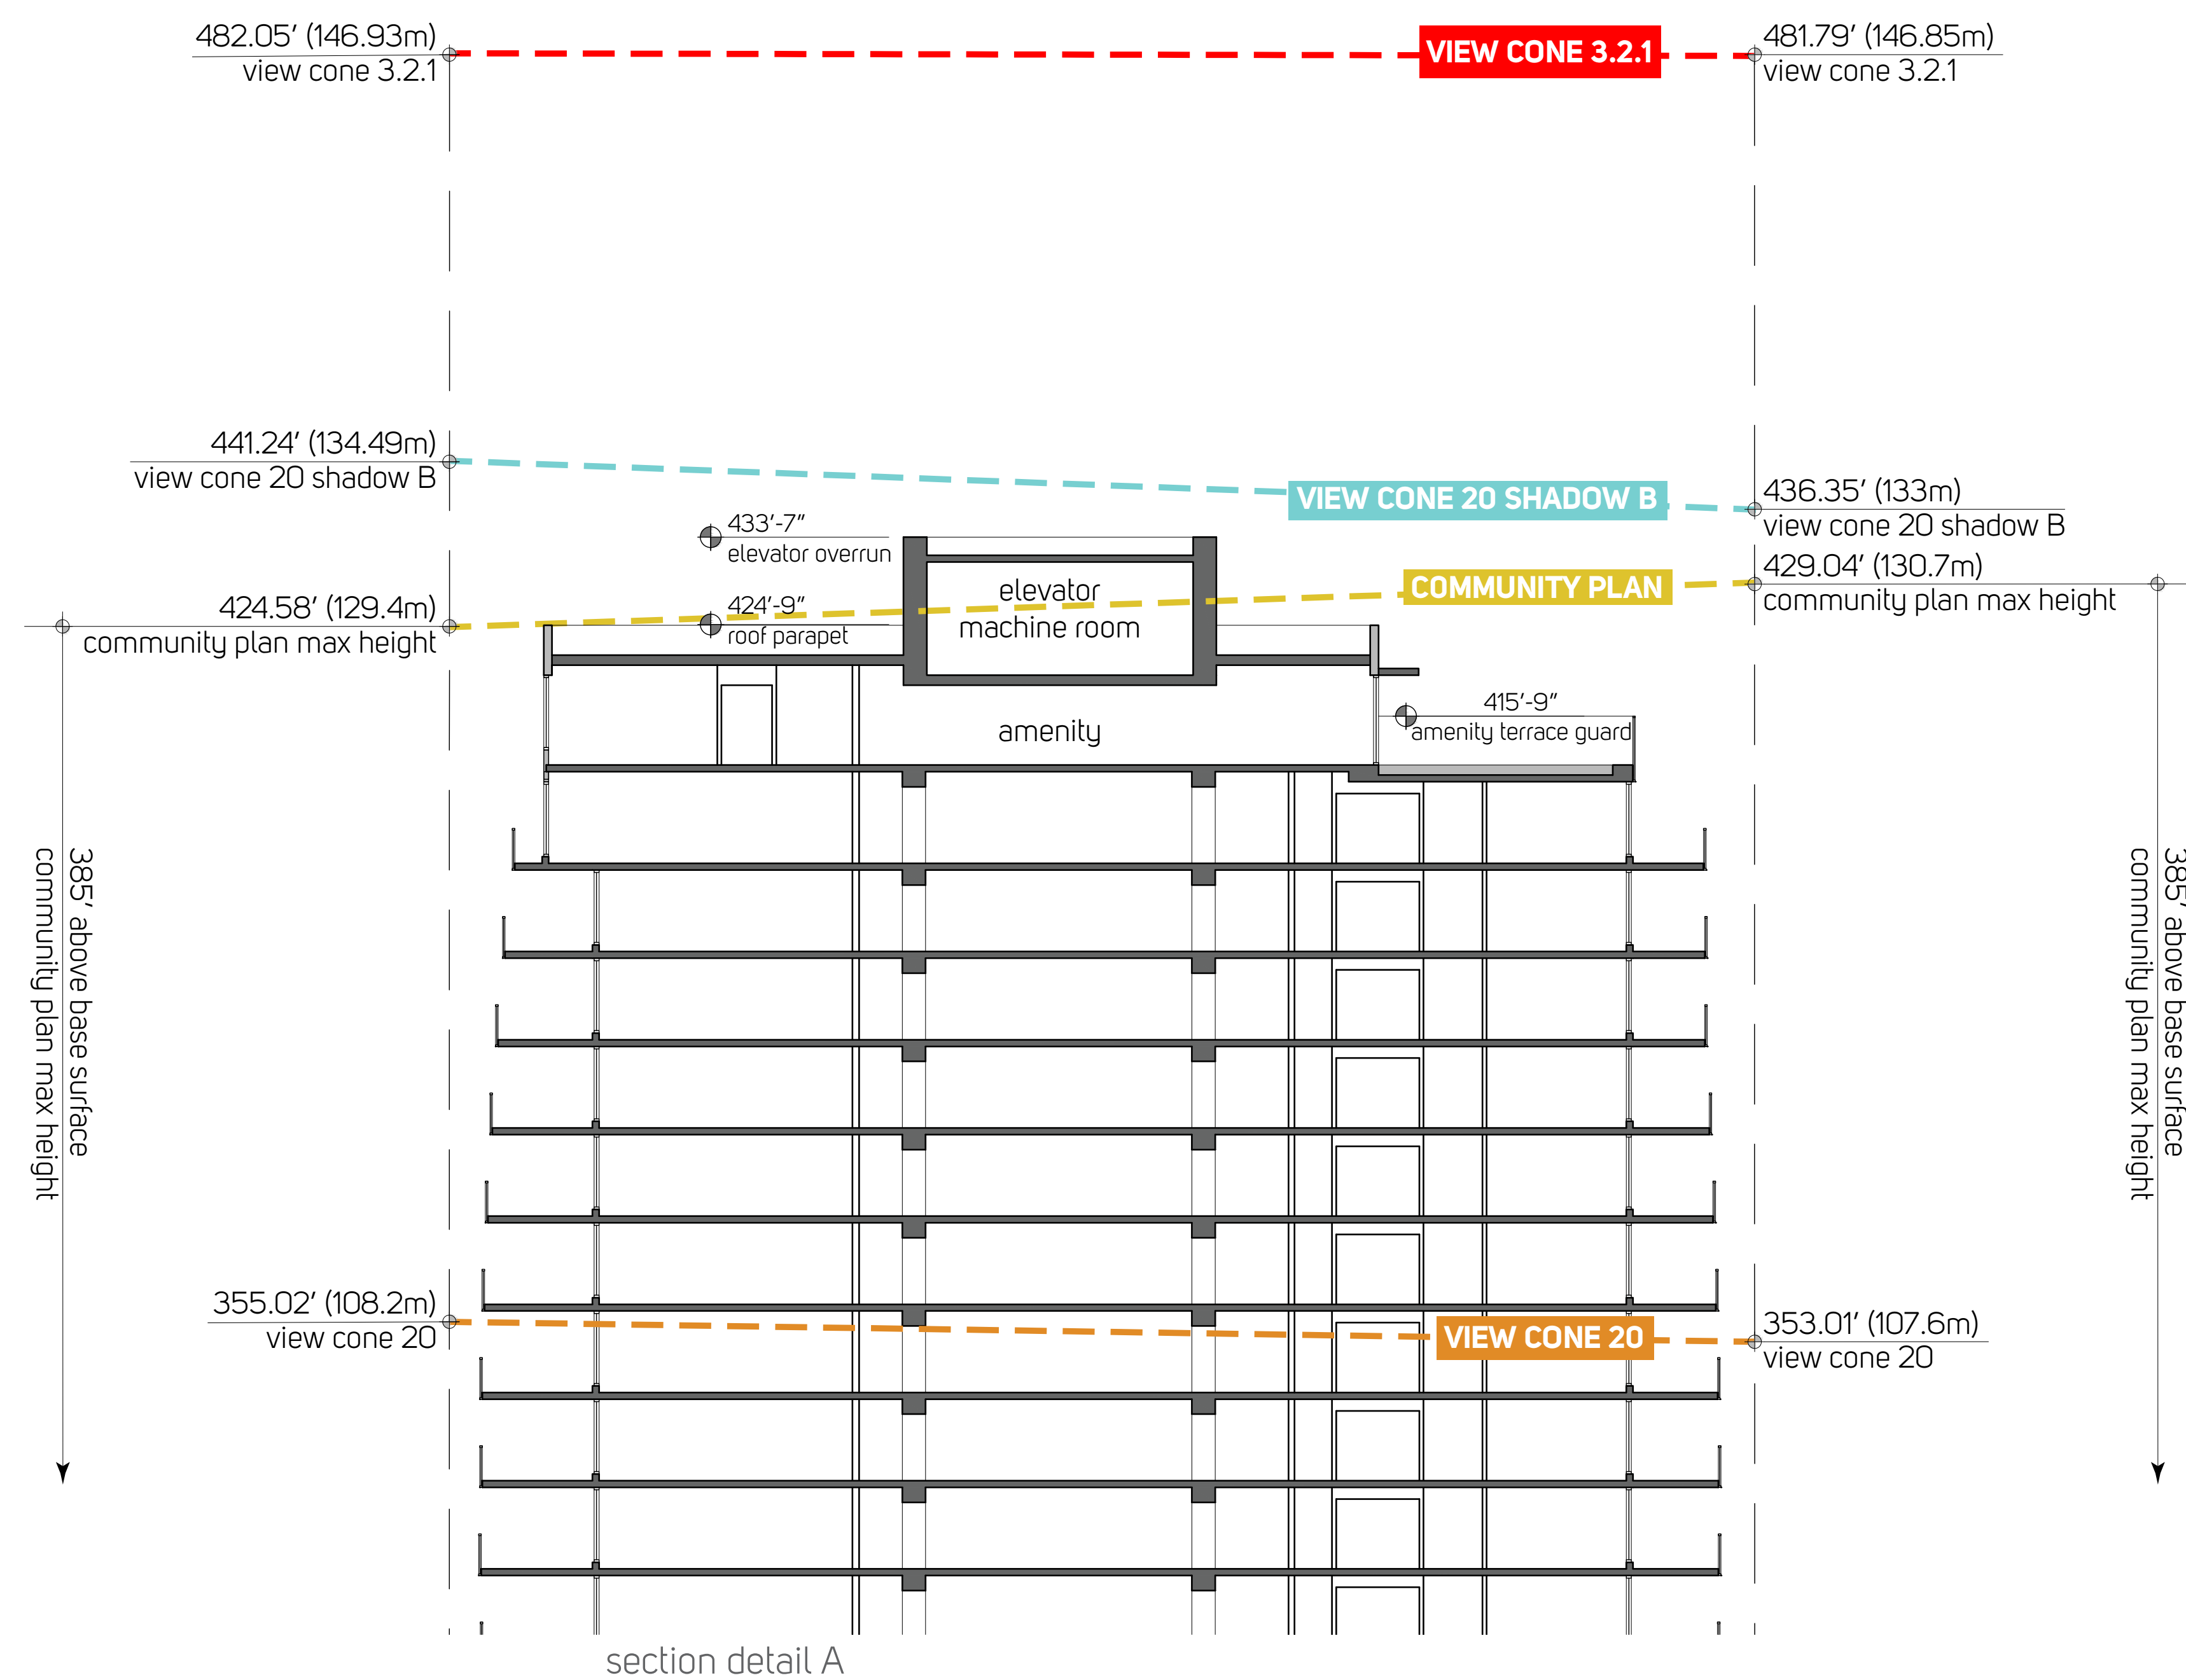 482.05' (146.93m)
view cone 3.2.1
VIEW CONE 3.2.1
481.79' (146.85m)
view cone 3.2.1
441.24' (134.49m)
view cone 20 shadow B
VIEW CONE 20 SHADOW B
436.35' (133m)
view cone 20 shadow B
433'-7"
elevator overrun
COMMUNITY PLAN
429.04' (130.7m)
community plan max height
424.58' (129.4m)
community plan max height
424'-9"
roof parapet
elevator
machine room
415'-9"
amenity terrace guard
amenity
385' above base surface
community plan max height
385' above base surface
community plan max height
355.02' (108.2m)
view cone 20
VIEW CONE 20
353.01' (107.6m)
view cone 20
section detail A